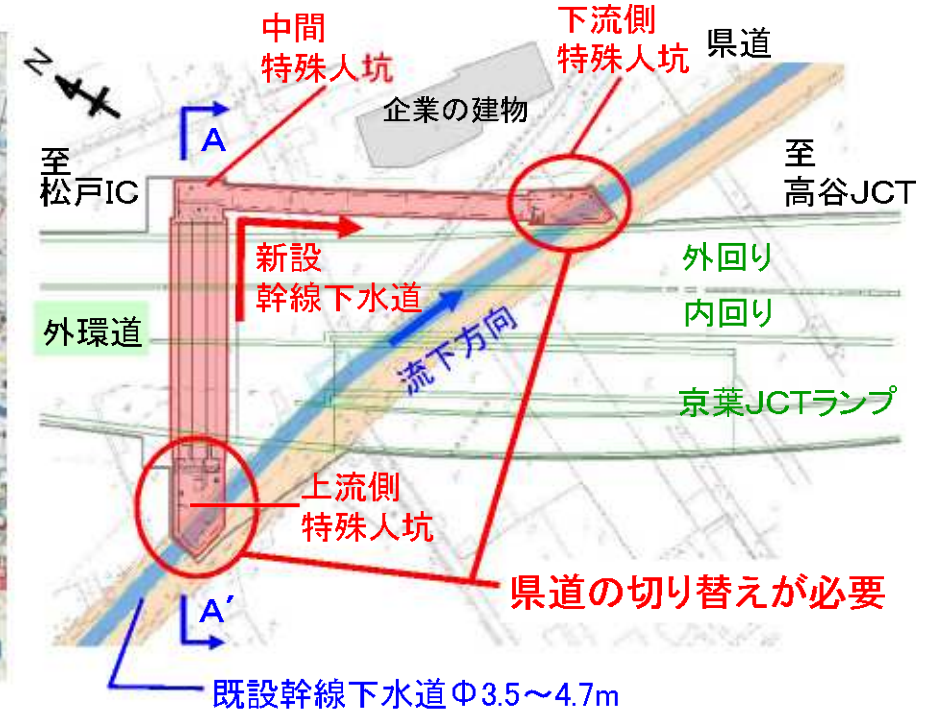 中間
特殊人坑
下流側
特殊人坑
県道
N
企業の建物
A
至
松戸IC
至
高谷JCT
新設
幹線下水道
外回り
内回り
外環道
流下方向
京葉JCTランプ
上流側
特殊人坑
県道の切り替えが必要
A′
既設幹線下水道Φ3.5～4.7m